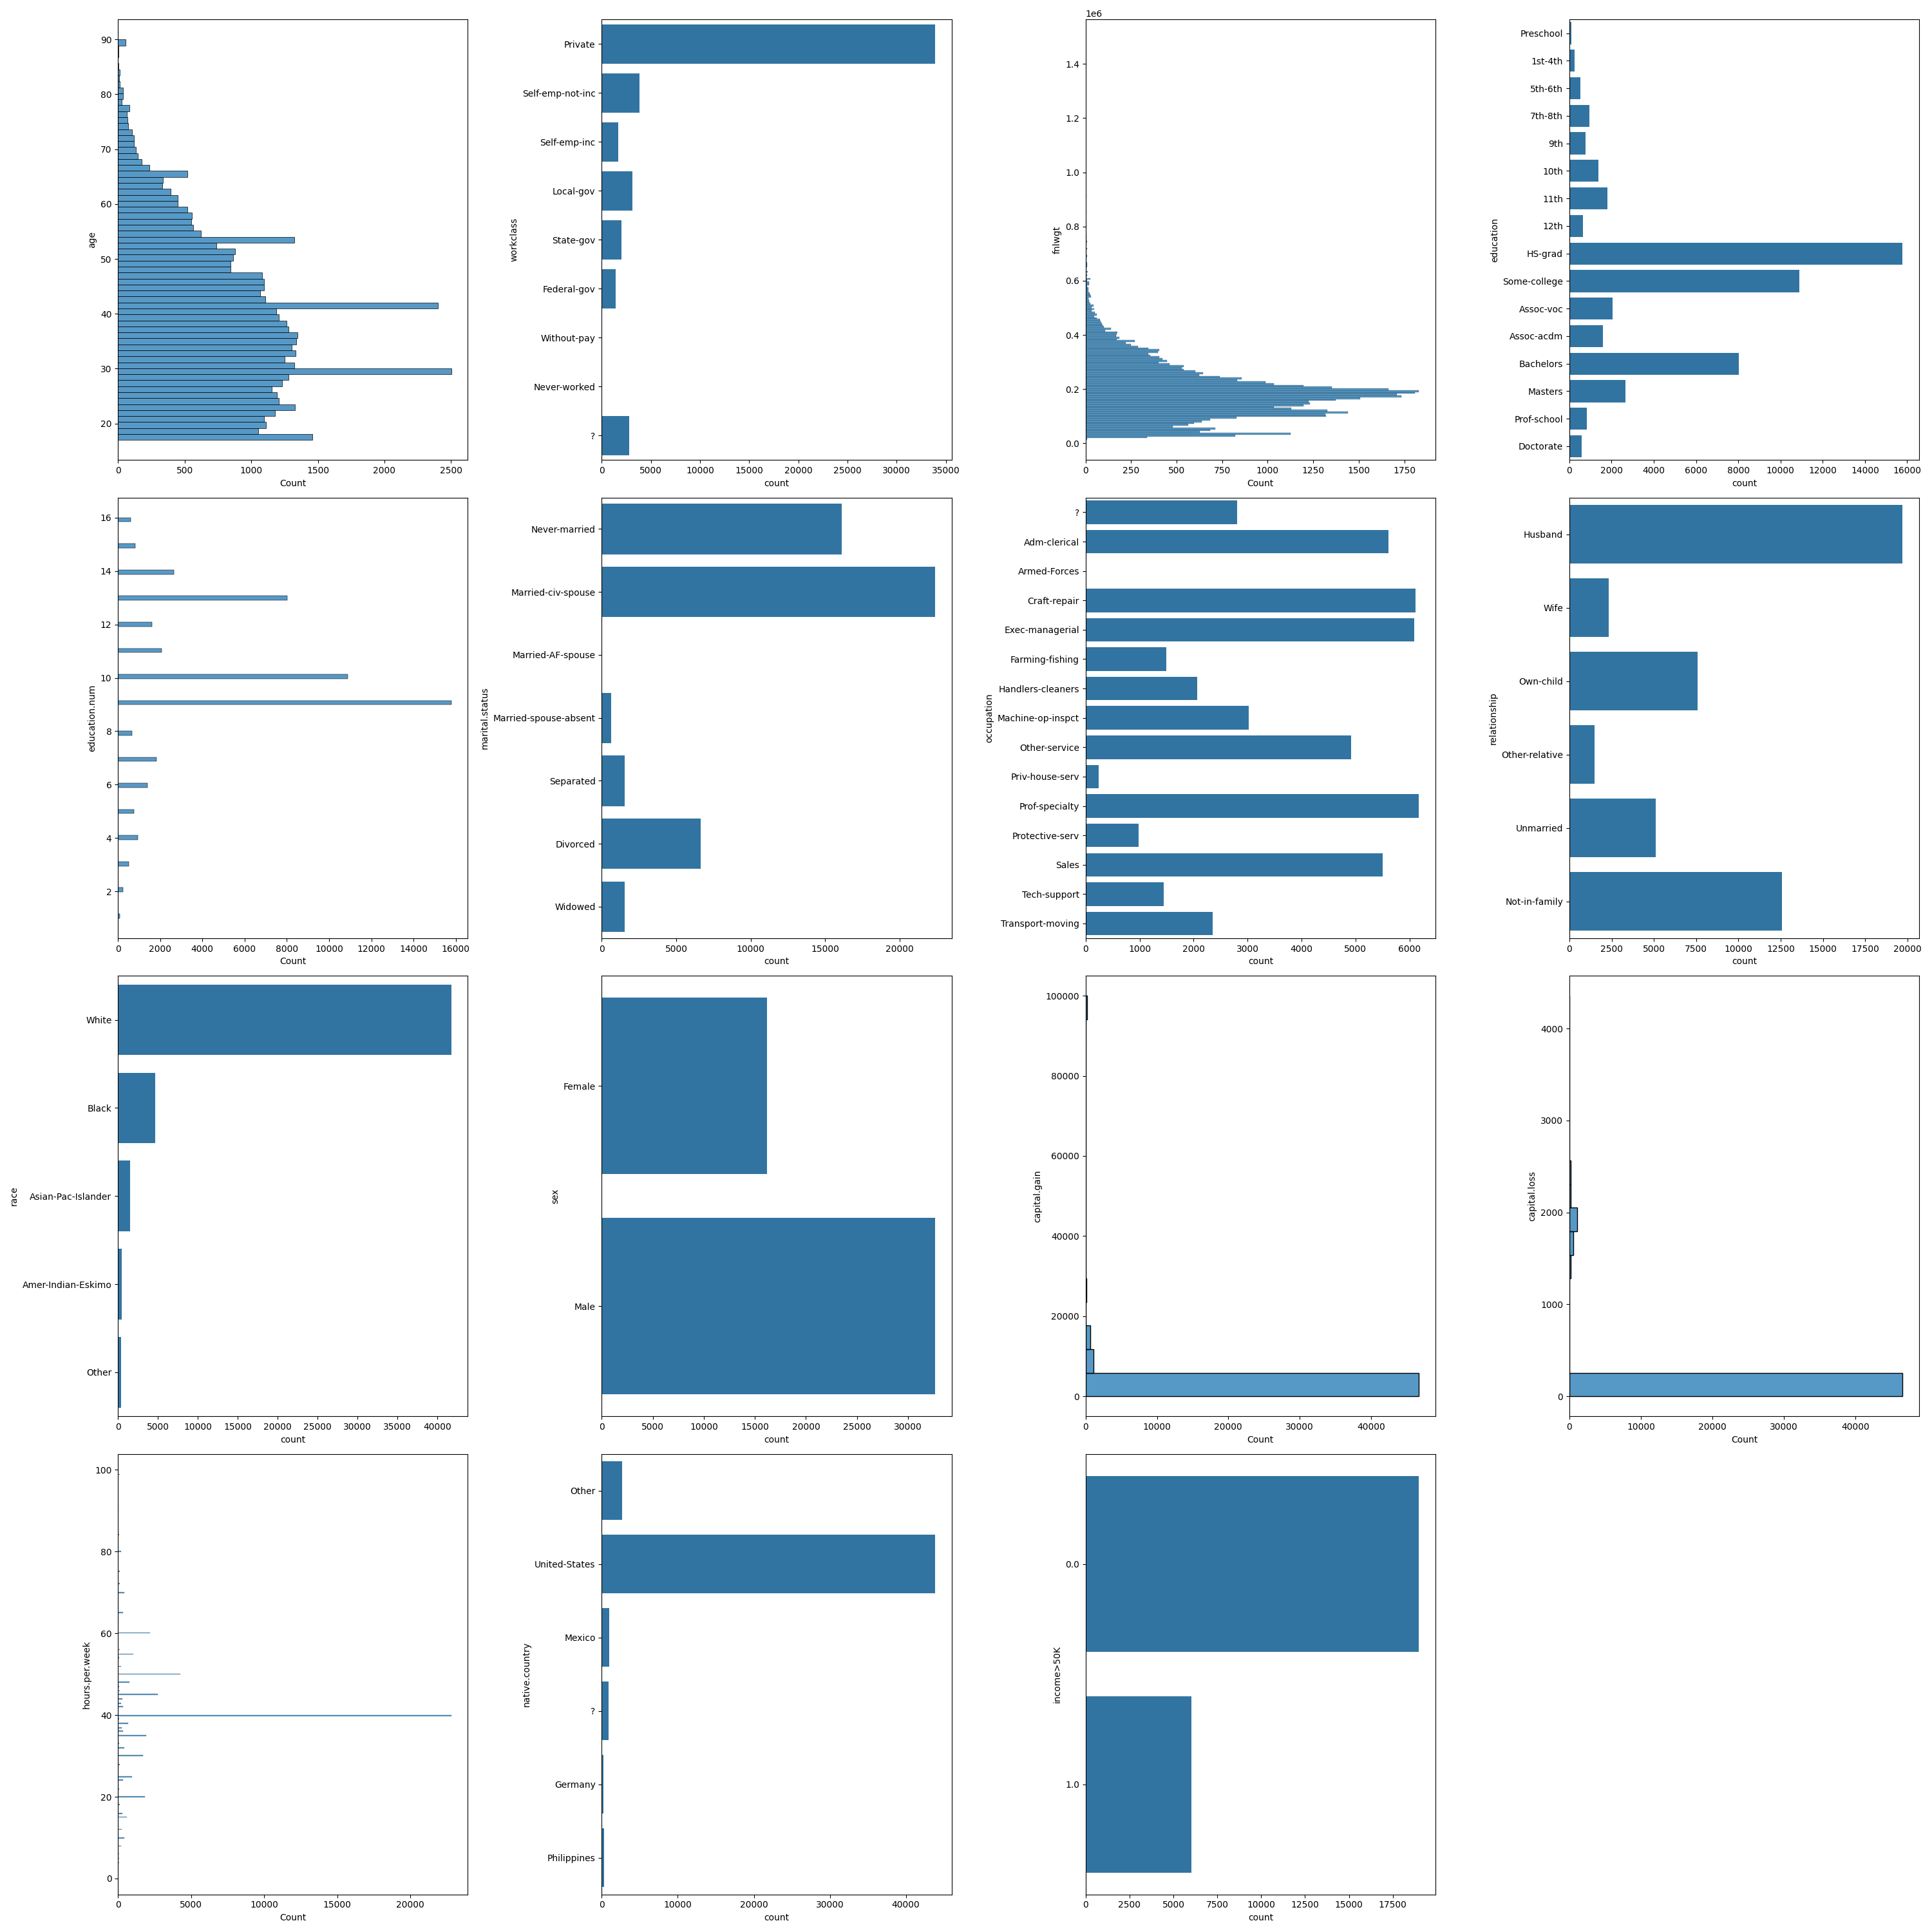 90
80
70
60
50
40
30
20
age
0 500 1000 1500 2000 2500
Count
Private
Self-emp-not-inc
Self-emp-inc
Local-gov
State-gov
Federal-gov
Without-pay
Never-worked
?
workclass
0 5000 10000 15000 20000 25000 30000 35000
count
1e6
1.4
1.2
1.0
0.8
0.6
0.4
0.2
0.0
fnlwgt
0 250 500 750 1000 1250 1500 1750
Count
Preschool
1st-4th
5th-6th
7th-8th
9th
10th
11th
12th
HS-grad
Some-college
Assoc-voc
Assoc-acdm
Bachelors
Masters
Prof-school
Doctorate
education
0 2000 4000 6000 8000 10000 12000 14000 16000
count
16
14
12
10
8
6
4
2
education.num
0 2000 4000 6000 8000 10000 12000 14000 16000
Count
Never-married
Married-civ-spouse
Married-AF-spouse
Married-spouse-absent
Separated
Divorced
Widowed
marital.status
0 5000 10000 15000 20000
count
?
Adm-clerical
Armed-Forces
Craft-repair
Exec-managerial
Farming-fishing
Handlers-cleaners
Machine-op-inspct
Other-service
Priv-house-serv
Prof-specialty
Protective-serv
Sales
Tech-support
Transport-moving
occupation
0 1000 2000 3000 4000 5000 6000
count
Husband
Wife
Own-child
Other-relative
Unmarried
Not-in-family
relationship
0 2500 5000 7500 10000 12500 15000 17500 20000
count
White
Black
Asian-Pac-Islander
Amer-Indian-Eskimo
Other
race
0 5000 10000 15000 20000 25000 30000 35000 40000
count
Female
Male
sex
0 5000 10000 15000 20000 25000 30000
count
100000
80000
60000
40000
20000
0
capital.gain
0 10000 20000 30000 40000
Count
4000
3000
2000
1000
0
capital.loss
0 10000 20000 30000 40000
Count
100
80
60
40
20
0
hours.per.week
0 5000 10000 15000 20000
Count
Other
United-States
Mexico
?
Germany
Philippines
native.country
0 10000 20000 30000 40000
count
0.0
1.0
income>50K
0 2500 5000 7500 10000 12500 15000 17500
count